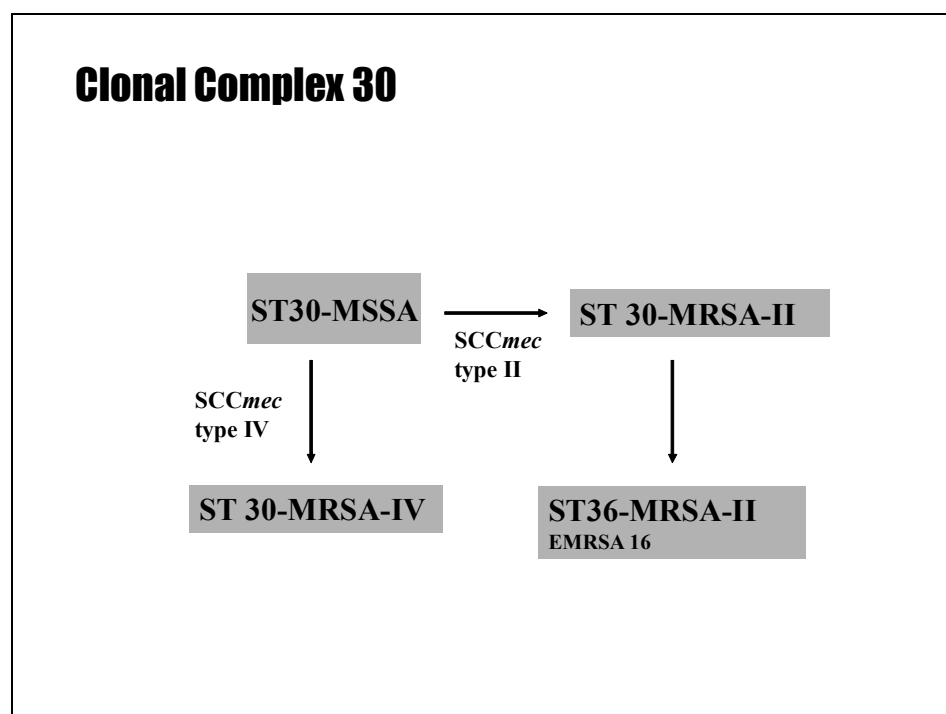 Clonal Complex 30
ST30-MSSA
SCCmec
type II
ST 30-MRSA-II
SCCmec
type IV
ST 30-MRSA-IV
ST36-MRSA-II
EMRSA 16